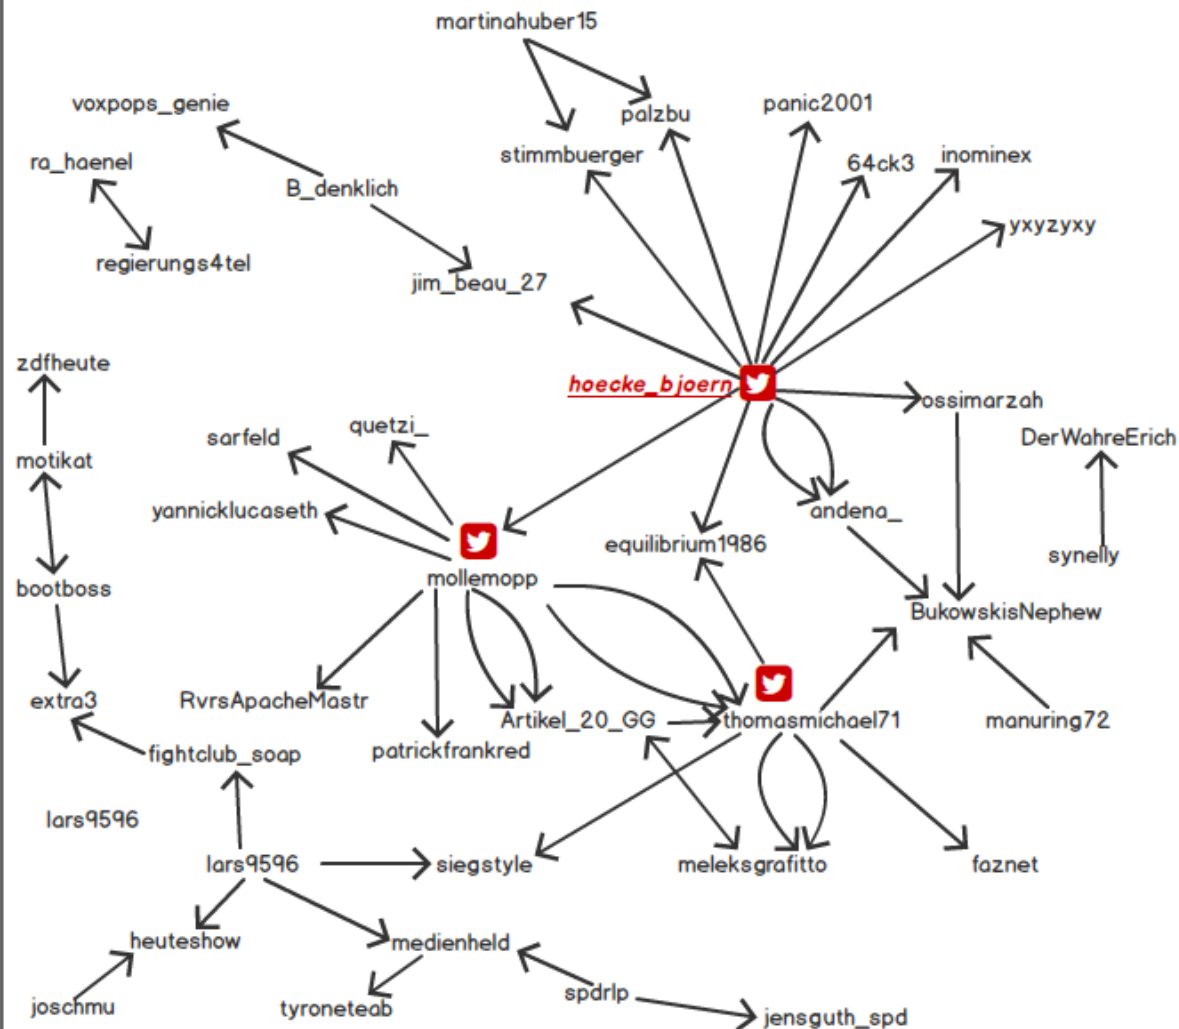 martinahuber15
voxpops_genie
palzbu
panic2001
ra_haenel
stimmbuerger
64ck3
inominex
B_denklich
yxyzyxy
regierungs4tel
jim_beau_27
zdfheute
hoecke_bjoern
ossimarzah
quetzi_
sarfeld
DerWahreErich
motikat
yannicklucaseth
andena_
equilibrium1986
synelly
mollemopp
bootboss
BukowskisNephew
extra3
RvrsApacheMastr
Artikel_20_GG
thomasmichael71
manuring72
patrickfrankred
fightclub_soap
lars9596
lars9596
siegstyle
meleksgrafitto
faznet
heuteshow
medienheld
joschmu
tyroneteab
spdrlp
jensguth_spd